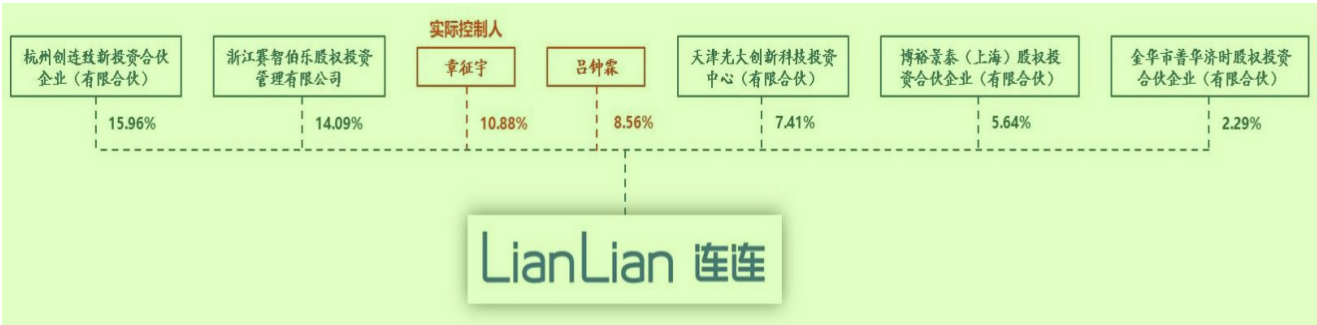 实际控制人
杭州创连致新投资合伙
企业（有限合伙）
浙江赛智伯乐股权投资
管理有限公司
章征宇
吕钟霖
天津光大创新科技投资
中心（有限合伙）
博裕景泰（上海）股权投
资合伙企业（有限合伙）
金华市普华济时股权投资
合伙企业（有限合伙）
15.96%
14.09%
10.88%
8.56%
7.41%
5.64%
2.29%
LianLian 连连